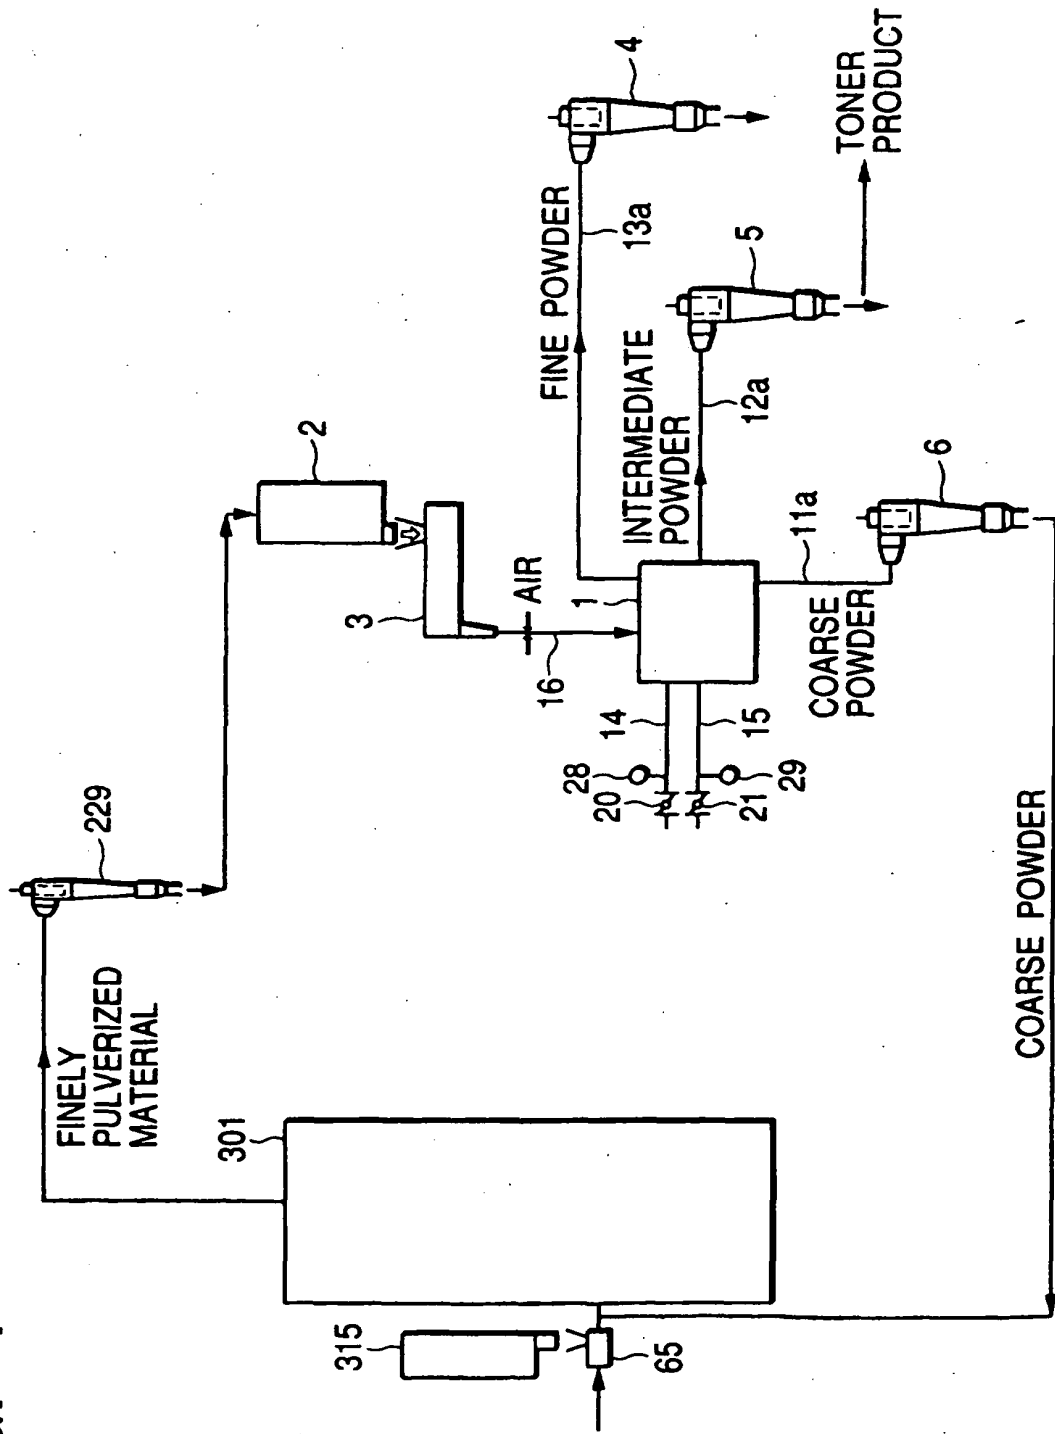 FINELY
PULVERIZED
MATERIAL
229
301
315
65
2
3
AIR
16
1
14
15
28
20
21
29
FINE POWDER
13a
4
INTERMEDIATE
POWDER
12a
5
TONER
PRODUCT
11a
COARSE
POWDER
6
COARSE POWDER